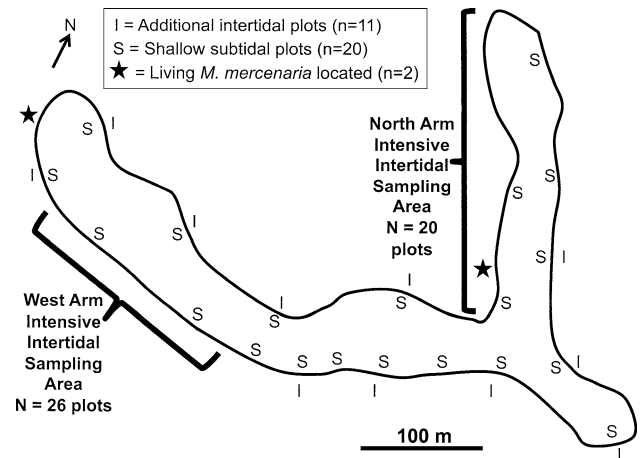 N
I = Additional intertidal plots (n=11)
S = Shallow subtidal plots (n=20)
★ = Living M. mercenaria located (n=2)
North Arm
Intensive
Intertidal
Sampling
Area
N = 20
plots
West Arm
Intensive
Intertidal
Sampling
Area
N = 26 plots
S
S I
S
I S
S
S I
S
S I
I
S
S
I
S
S
S
S
S
S
S
S
S I
I
I
I
S
I
100 m